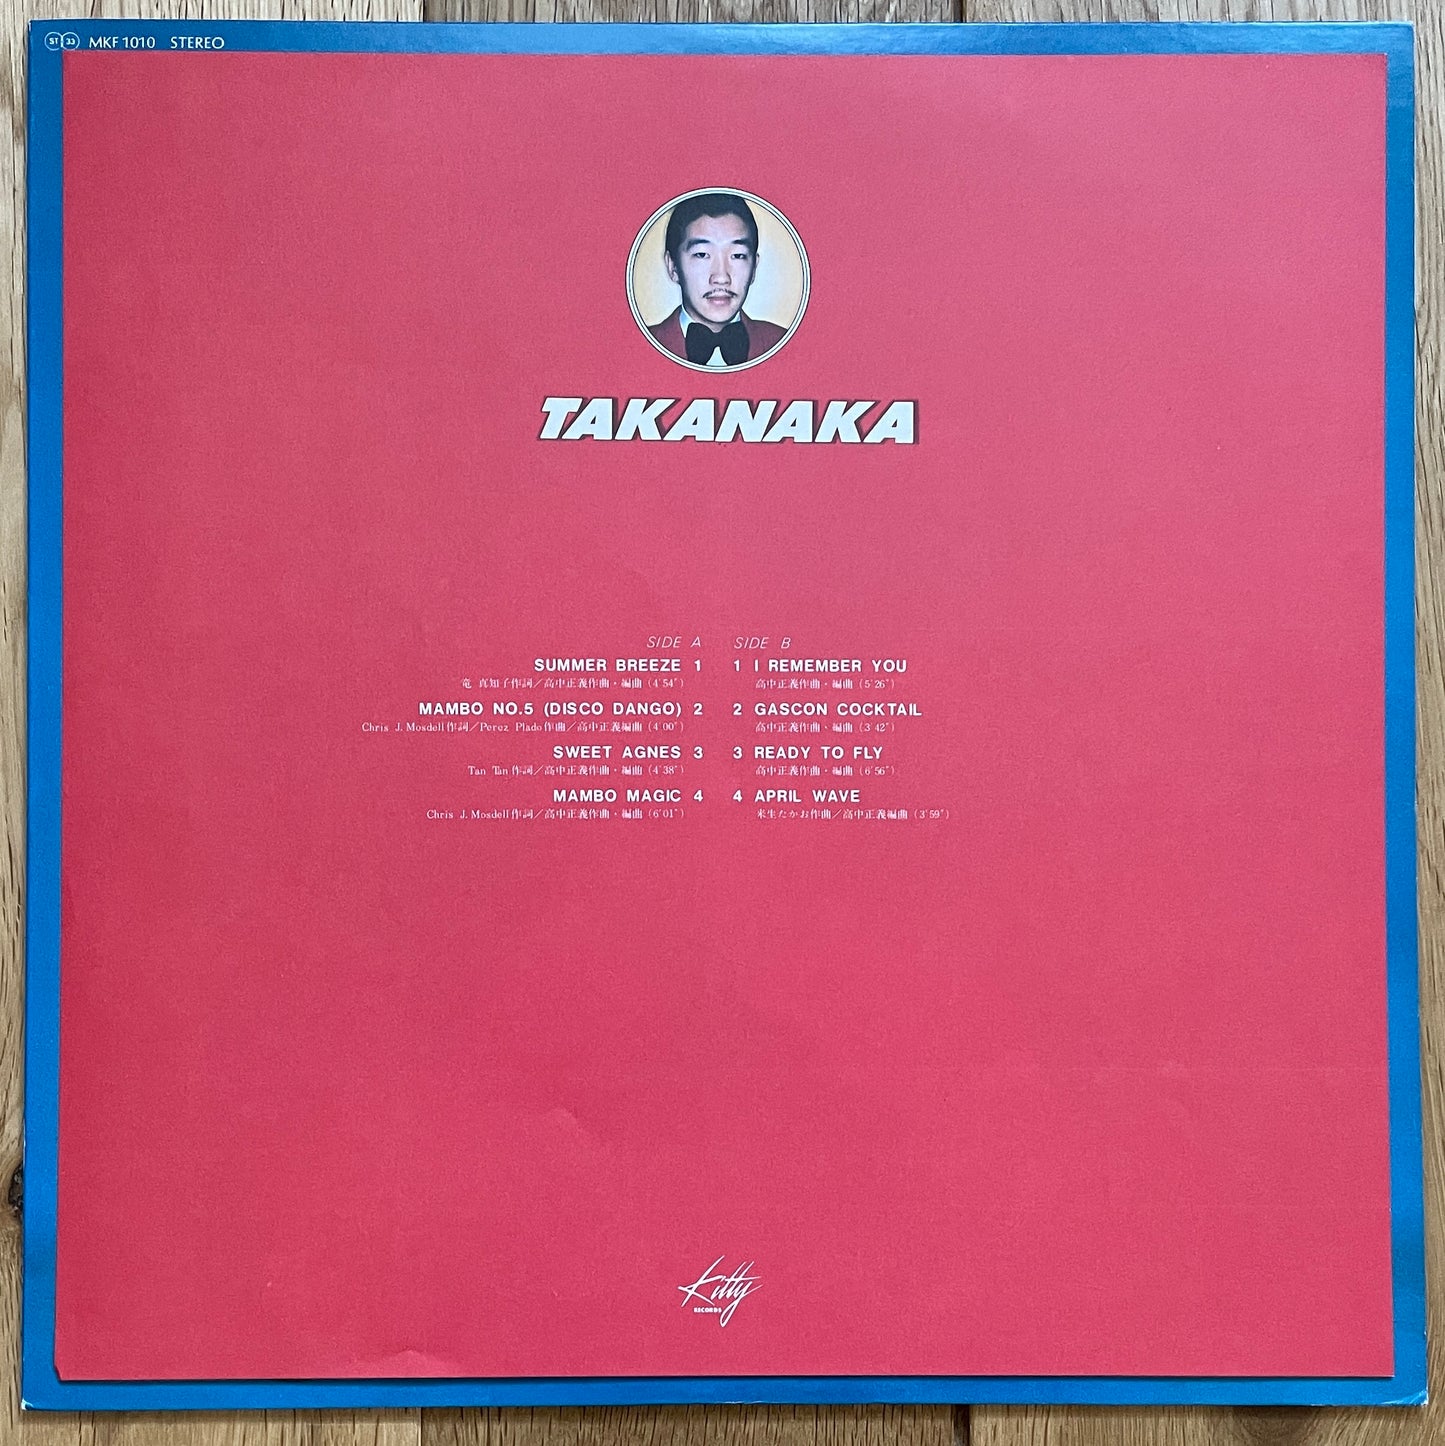 ST 33 MKF 1010 STEREO
TAKANAKA
SIDE A
SUMMER BREEZE 1
竜 真知子作詞／高中正義作曲・編曲（4′54″）
MAMBO NO.5 (DISCO DANGO) 2
Chris J. Mosdell作詞／Perez Plado作曲／高中正義編曲（4′00″）
SWEET AGNES 3
Tan Tan作詞／高中正義作曲・編曲（4′38″）
MAMBO MAGIC 4
Chris J. Mosdell作詞／高中正義作曲・編曲（6′01″）
SIDE B
1 I REMEMBER YOU
高中正義作曲・編曲（5′26″）
2 GASCON COCKTAIL
高中正義作曲・編曲（3′42″）
3 READY TO FLY
高中正義作曲・編曲（6′56″）
4 APRIL WAVE
来生たかお作曲／高中正義編曲（3′59″）
Kitty
RECORDS